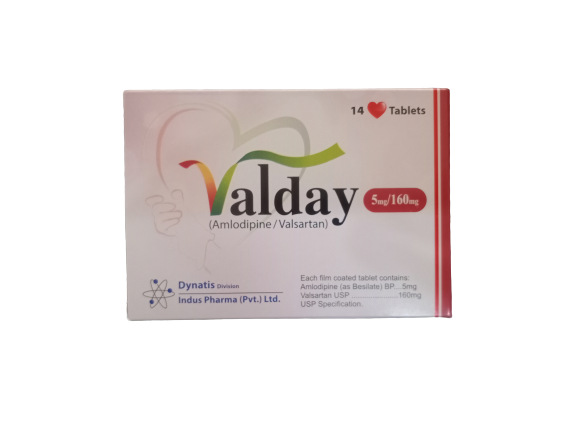 14 Tablets
Valday
5mg/160mg
(Amlodipine/Valsartan)
Dynatis Division
Indus Pharma (Pvt.) Ltd.
Each film coated tablet contains:
Amlodipine (as Besilate) BP...5mg
Valsartan USP.....................160mg
USP Specification.